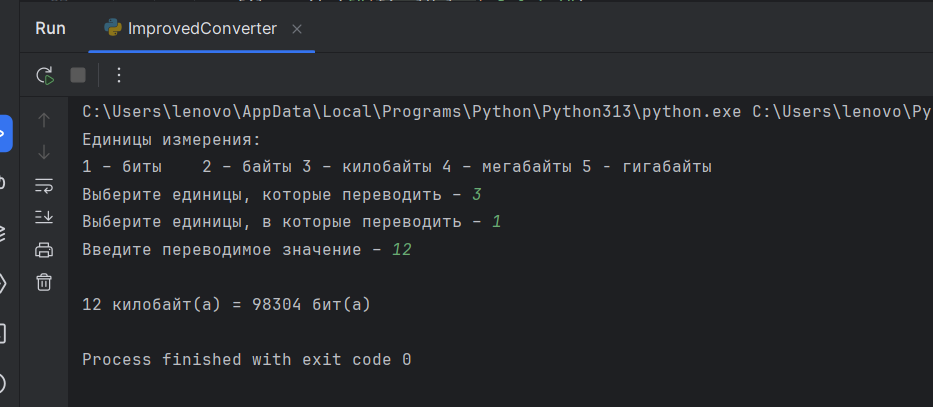 Run ImprovedConverter
C:\Users\lenovo\AppData\Local\Programs\Python\Python313\python.exe C:\Users\lenovo\Py
Единицы измерения:
1 – биты    2 – байты 3 – килобайты 4 – мегабайты 5 - гигабайты
Выберите единицы, которые переводить – 3
Выберите единицы, в которые переводить – 1
Введите переводимое значение – 12
12 килобайт(а) = 98304 бит(а)
Process finished with exit code 0